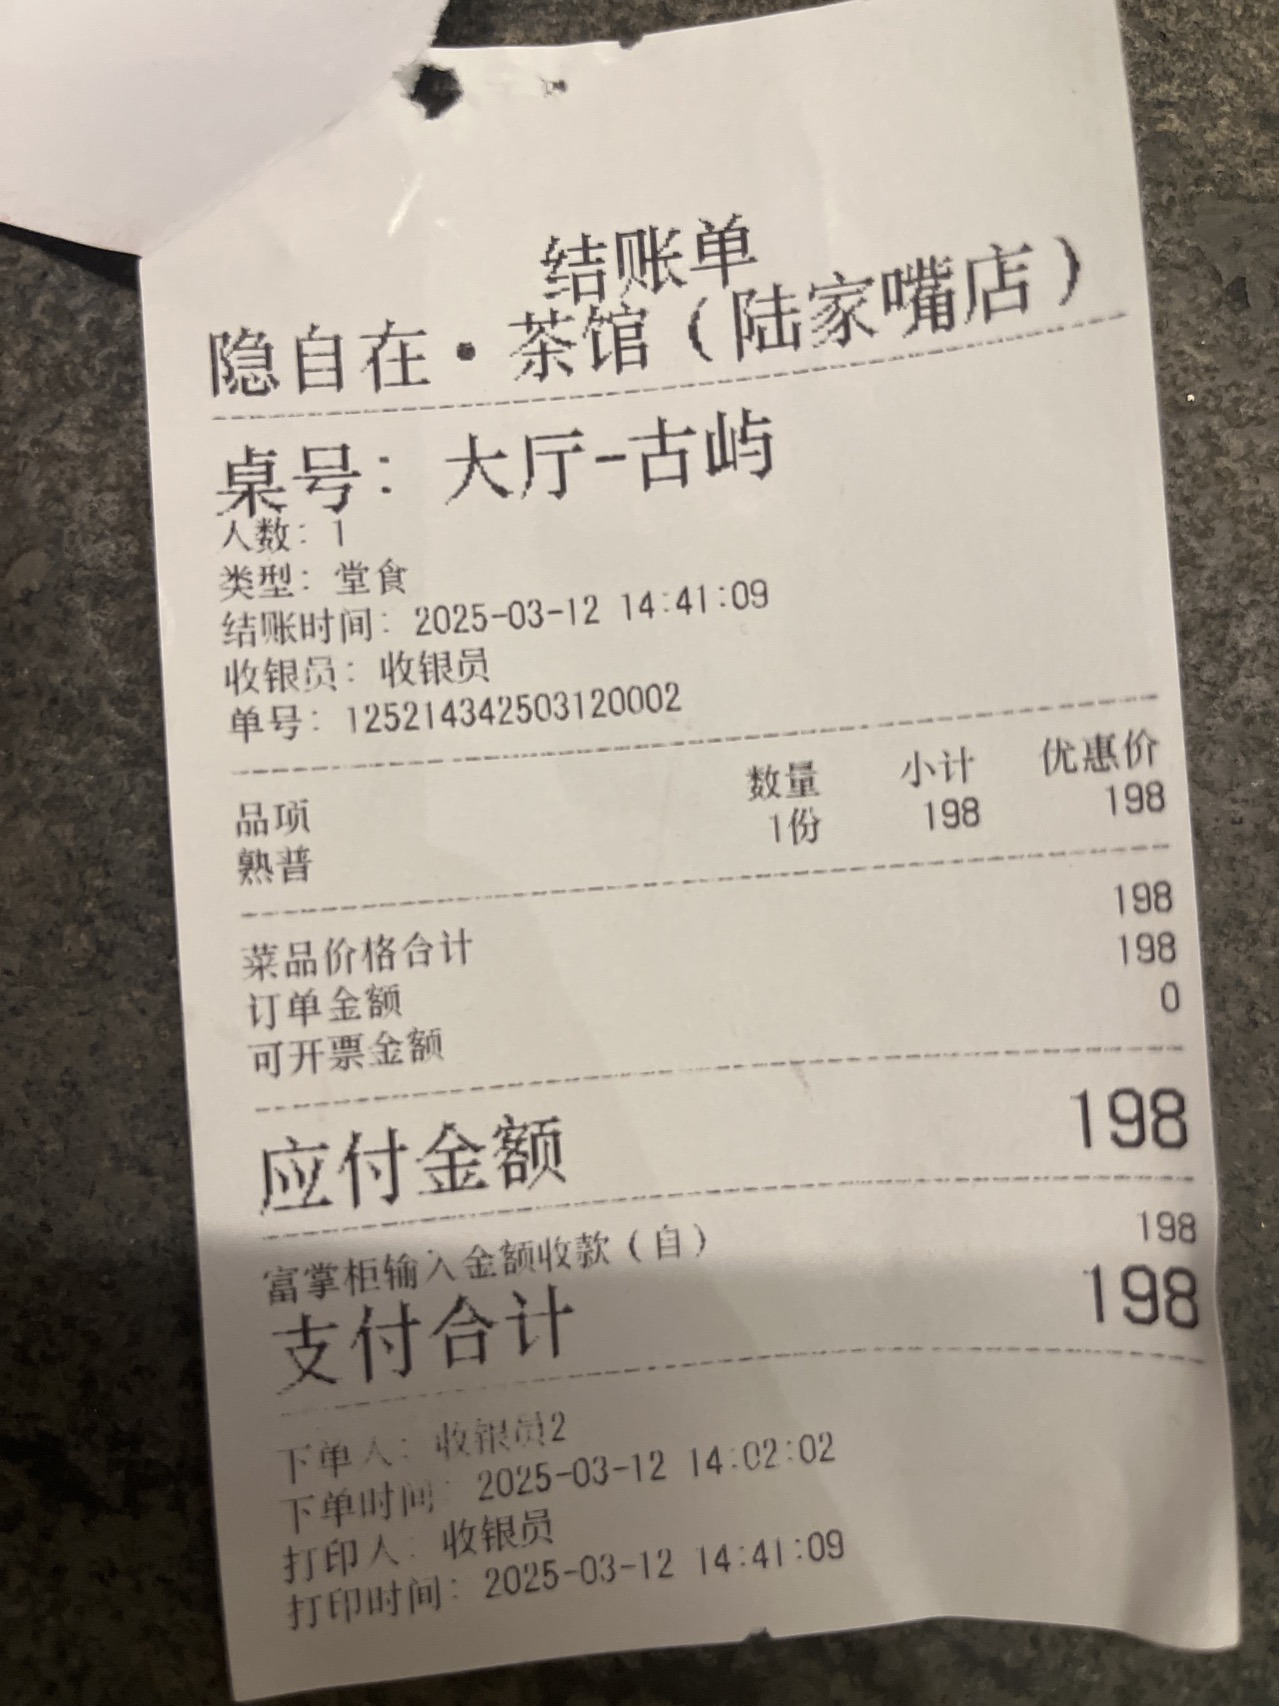 结账单
隐自在·茶馆（陆家嘴店）
桌号：大厅-古屿
人数：1
类型：堂食
结账时间：2025-03-12 14:41:09
收银员：收银员
单号：125214342503120002
品项 数量 小计 优惠价
熟普 1份 198 198
菜品价格合计 198
订单金额 198
可开票金额 0
应付金额 198
富掌柜输入金额收款（自） 198
支付合计 198
下单人：收银员2
下单时间：2025-03-12 14:02:02
打印人：收银员
打印时间：2025-03-12 14:41:09